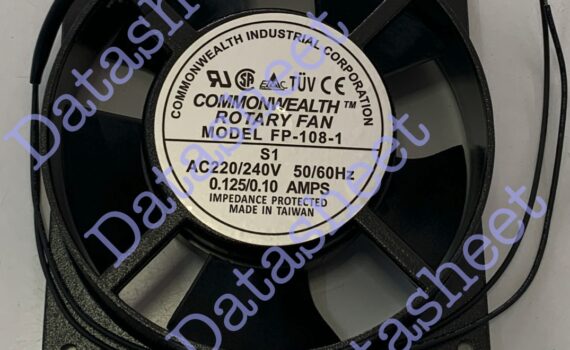 COMMONWEALTH INDUSTRIAL CORPORATION
TÜV CE
COMMONWEALTH™
ROTARY FAN
MODEL FP-108-1
S1
AC220/240V 50/60Hz
0.125/0.10 AMPS
IMPEDANCE PROTECTED
MADE IN TAIWAN
Datasheet
Datasheet
Datasheet
Datasheet